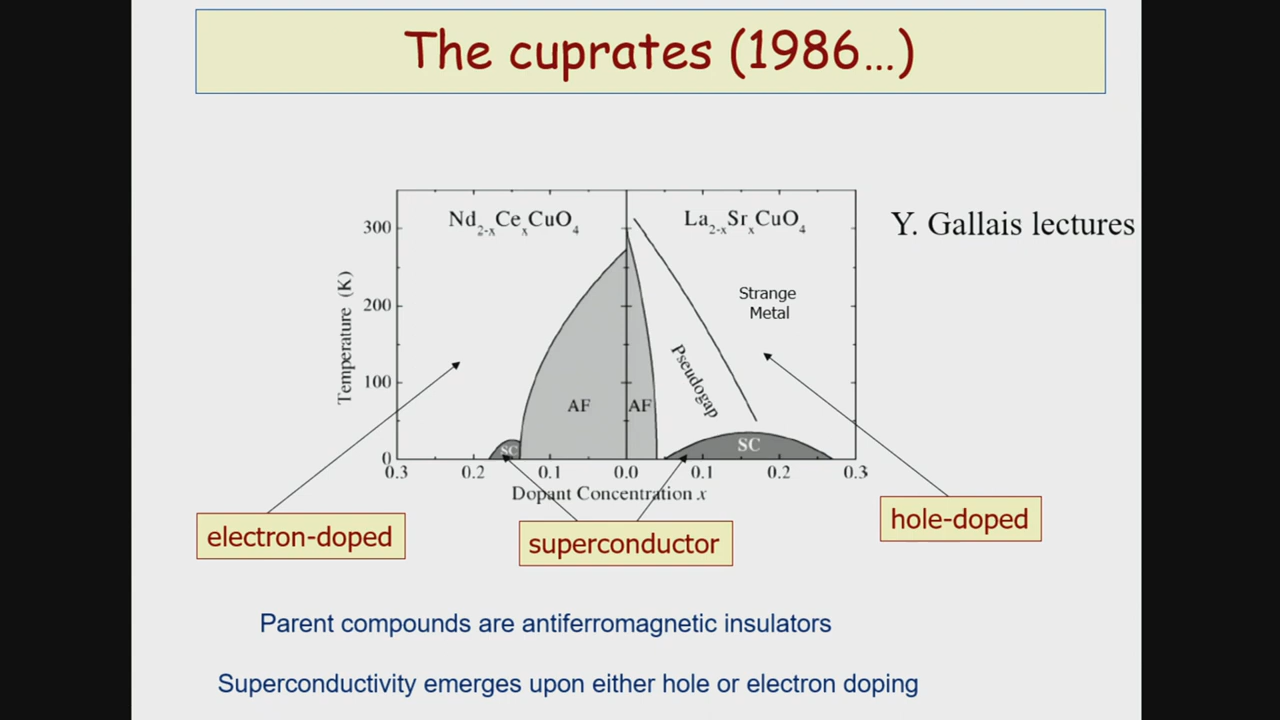 The cuprates (1986…)
Y. Gallais lectures
Nd2-xCexCuO4
La2-xSrxCuO4
Temperature (K)
300
200
100
0
Strange
Metal
Pseudogap
AF
AF
SC
SC
0.3
0.2
0.1
0.0
0.1
0.2
0.3
Dopant Concentration x
electron-doped
superconductor
hole-doped
Parent compounds are antiferromagnetic insulators
Superconductivity emerges upon either hole or electron doping